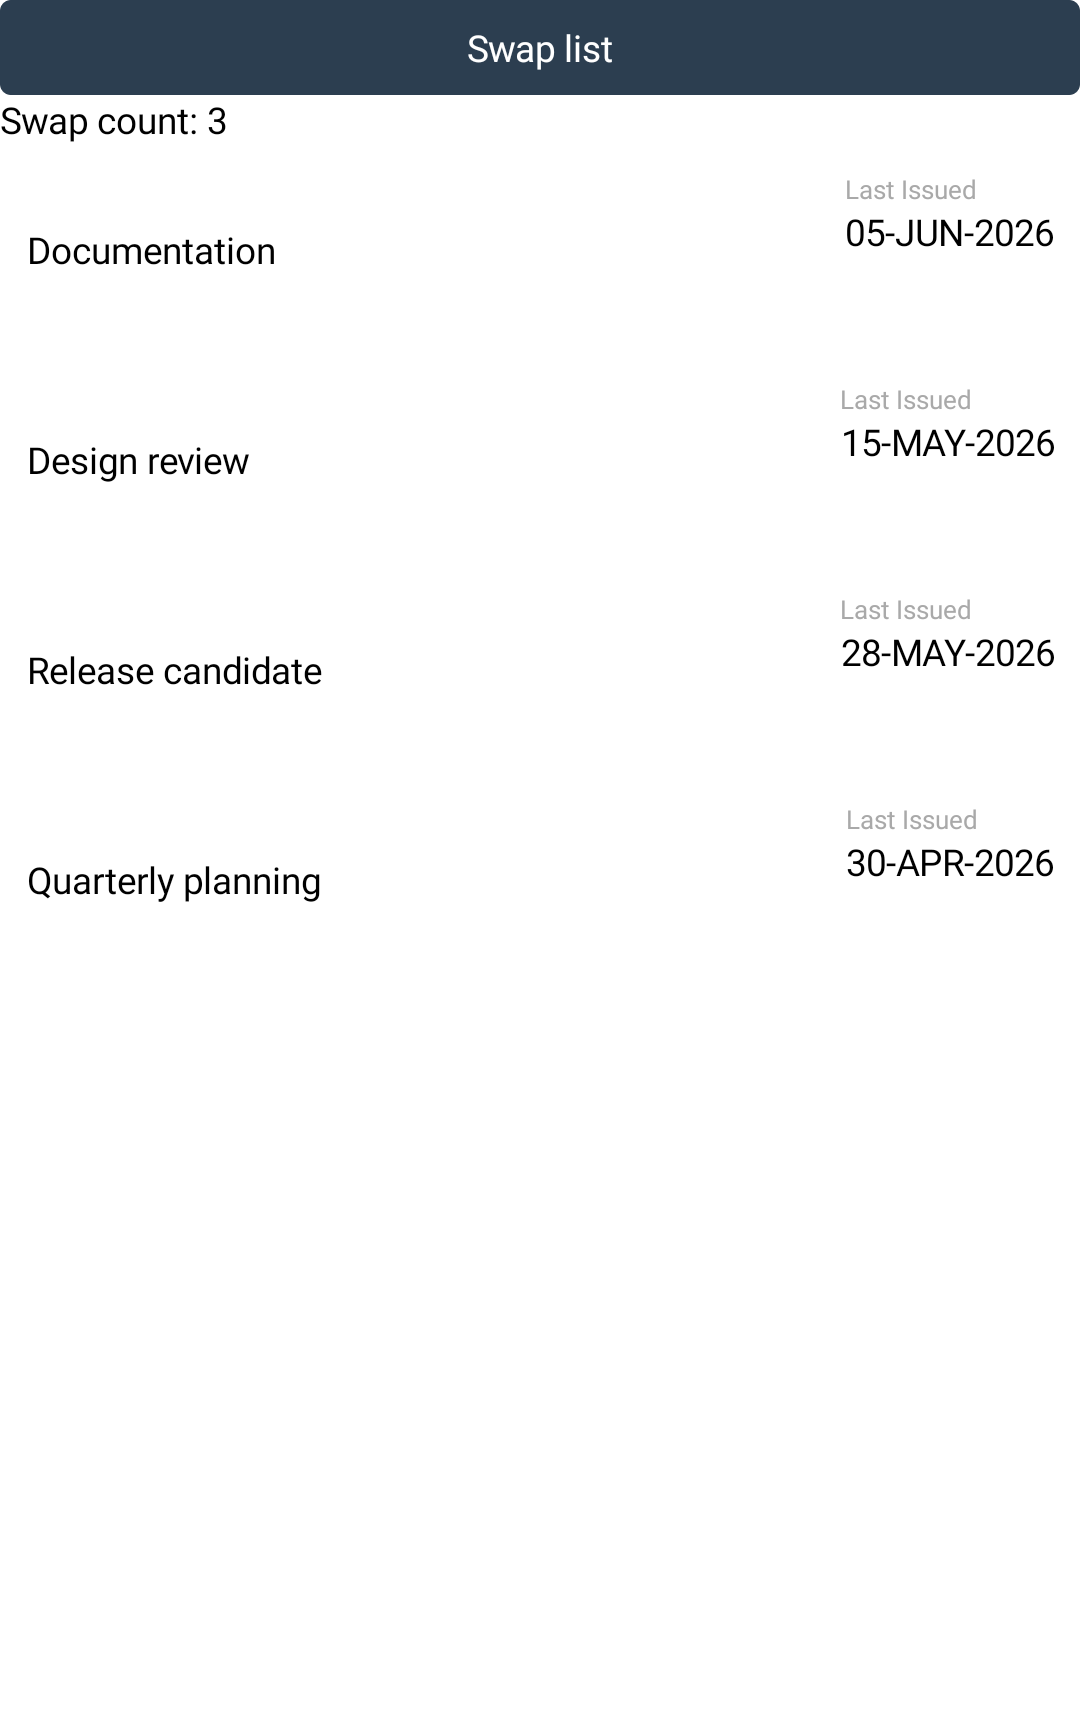 Swap list
Swap count: 3
Last Issued
Documentation
05-JUN-2026
Last Issued
Design review
15-MAY-2026
Last Issued
Release candidate
28-MAY-2026
Last Issued
Quarterly planning
30-APR-2026